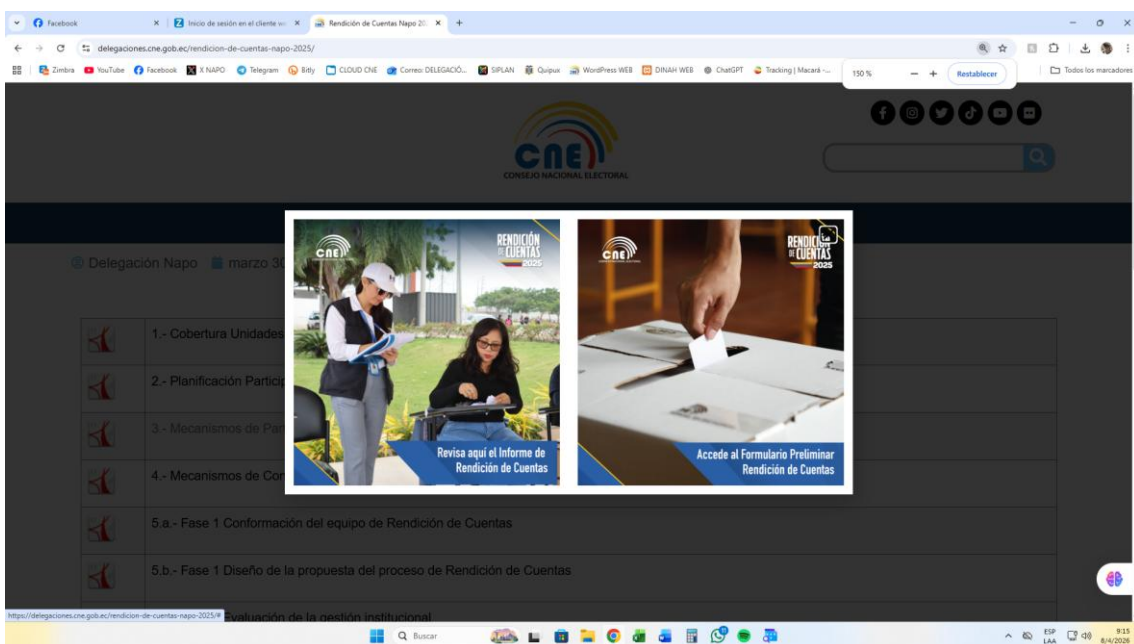 Facebook
Inicio de sesión en el cliente we
Rendición de Cuentas Napo 20
delegaciones.cne.gob.ec/rendicion-de-cuentas-napo-2025/
Zimbra YouTube Facebook X NAPO Telegram Bitly CLOUD CNE Correo: DELEGACIÓ... SIPLAN Quipux WordPress WEB DINAH WEB ChatGPT Tracking | Macará -...
Todos los marcadores
150 %
Restablecer
CNE
CONSEJO NACIONAL ELECTORAL
Delegación Napo marzo 30
1.- Cobertura Unidades
2.- Planificación Particip
3.- Mecanismos de Par
4.- Mecanismos de Con
5.a.- Fase 1 Conformación del equipo de Rendición de Cuentas
5.b.- Fase 1 Diseño de la propuesta del proceso de Rendición de Cuentas
Evaluación de la gestión institucional
CNE
RENDICIÓN
DE CUENTAS
2025
Revisa aquí el Informe de
Rendición de Cuentas
CNE
RENDICIÓN
DE CUENTAS
2025
Accede al Formulario Preliminar
Rendición de Cuentas
https://delegaciones.cne.gob.ec/rendicion-de-cuentas-napo-2025/#
Buscar
ESP
LAA
9:15
8/4/2026